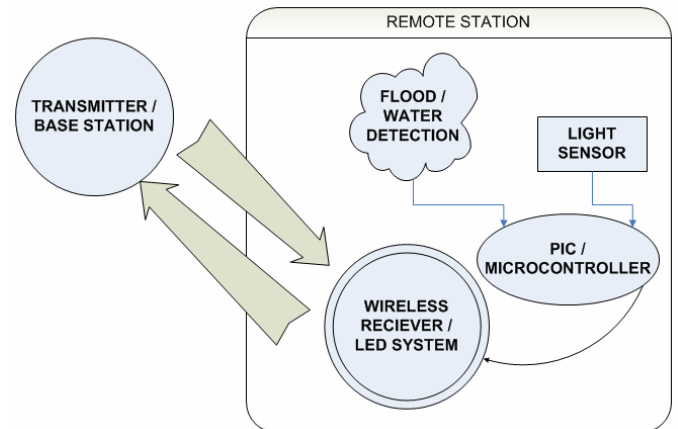 REMOTE STATION
TRANSMITTER /
BASE STATION
FLOOD /
WATER
DETECTION
LIGHT
SENSOR
PIC /
MICROCONTROLLER
WIRELESS
RECIEVER /
LED SYSTEM